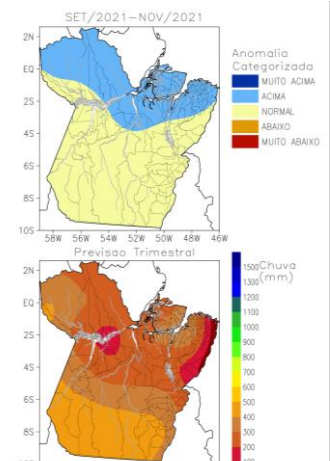 SET/2021–NOV/2021
2N
EQ
2S
4S
6S
8S
10S
58W 56W 54W 52W 50W 48W 46W
Anomalia
Categorizada
MUITO ACIMA
ACIMA
NORMAL
ABAIXO
MUITO ABAIXO
Previsao Trimestral
2N
EQ
2S
4S
6S
8S
Chuva
(mm)
1500
1300
1200
1100
1000
900
800
700
600
500
400
300
200
100